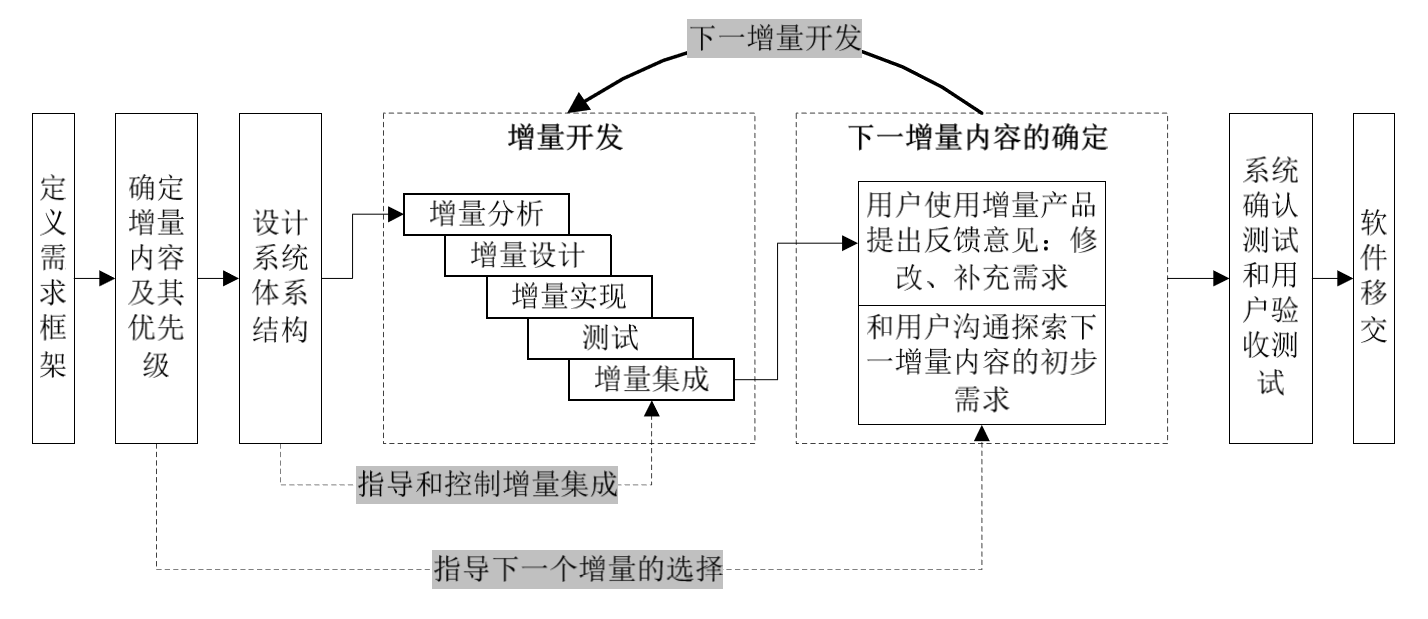 下一增量开发
定
义
需
求
框
架
确定
增量
内容
及其
优先
级
设计
系统
体系
结构
增量开发
增量分析
增量设计
增量实现
测试
增量集成
下一增量内容的确定
用户使用增量产品
提出反馈意见：修
改、补充需求
和用户沟通探索下
一增量内容的初步
需求
系统
确认
测试
和用
户验
收测
试
软
件
移
交
指导和控制增量集成
指导下一个增量的选择